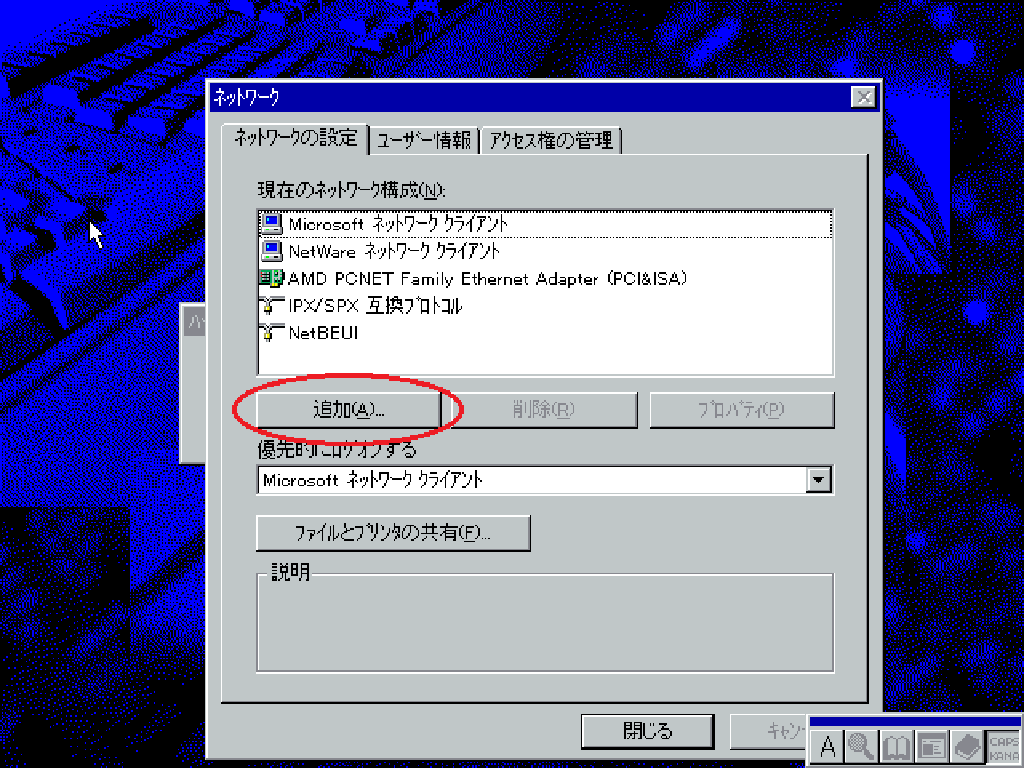 ネットワーク
ネットワークの設定 ユーザー情報 アクセス権の管理
現在のネットワーク構成(N):
Microsoft ネットワーク クライアント
NetWare ネットワーク クライアント
AMD PCNET Family Ethernet Adapter (PCI&ISA)
IPX/SPX 互換プロトコル
NetBEUI
追加(A)... 削除(R) プロパティ(P)
優先的にログオンする
Microsoft ネットワーク クライアント
ファイルとプリンタの共有(F)...
説明
閉じる キャン
A CAPS
KANA